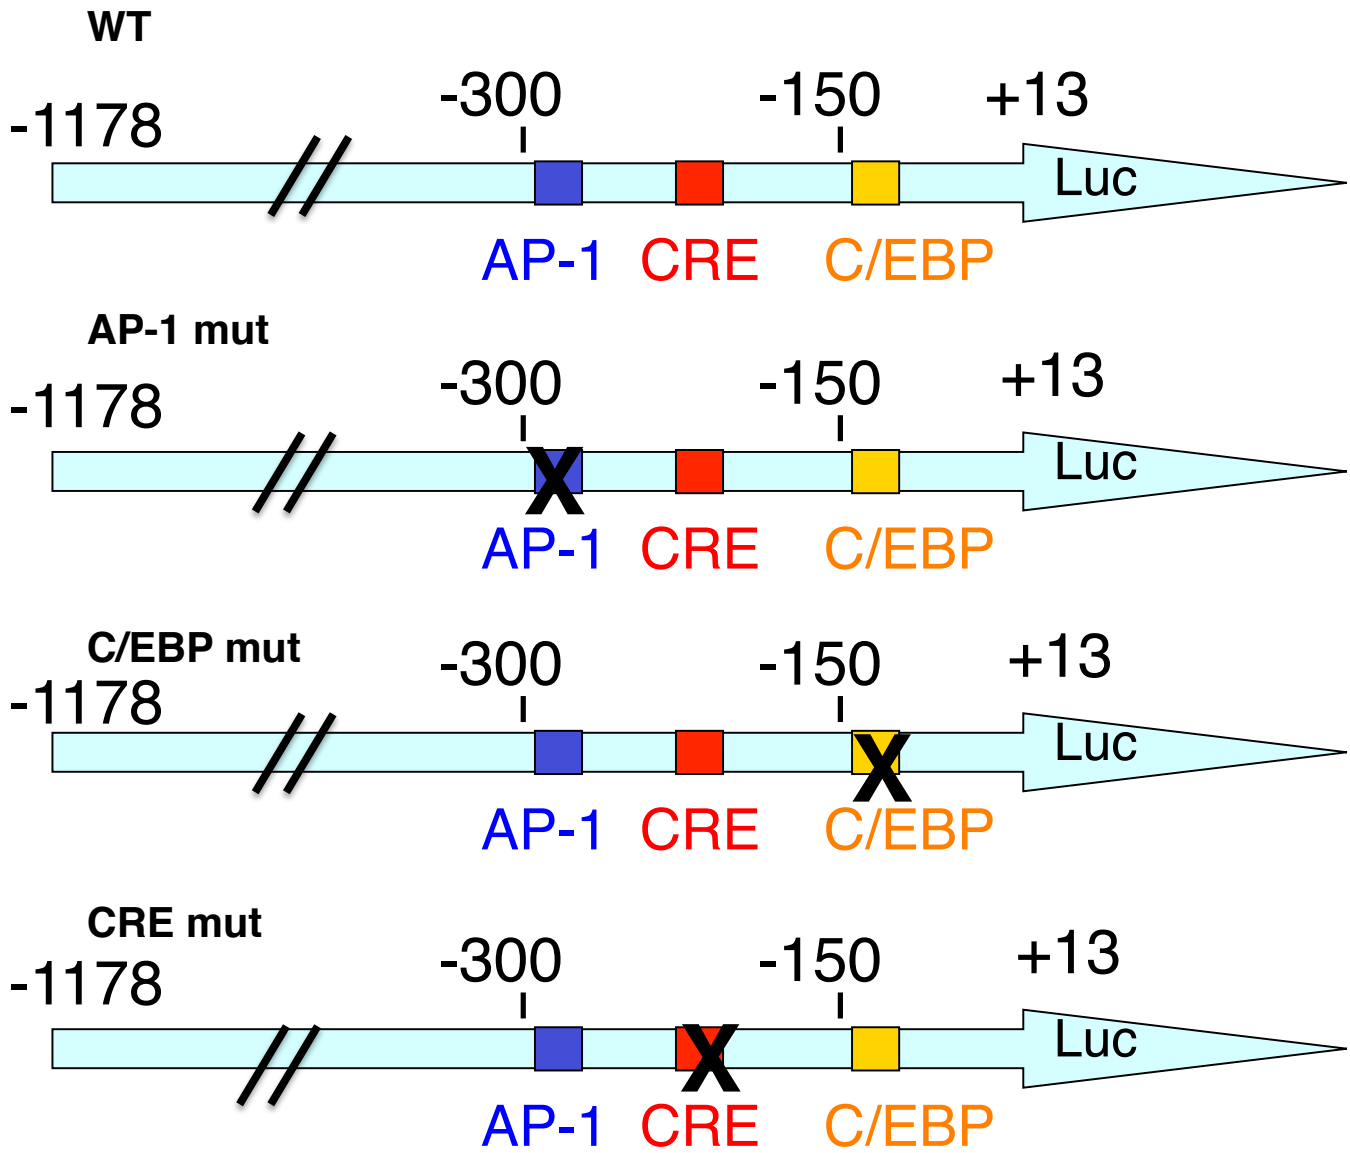 WT
-1178 -300 -150 +13
Luc
AP-1 CRE C/EBP
AP-1 mut
-1178 -300 -150 +13
X Luc
AP-1 CRE C/EBP
C/EBP mut
-1178 -300 -150 +13
X Luc
AP-1 CRE C/EBP
CRE mut
-1178 -300 -150 +13
X Luc
AP-1 CRE C/EBP